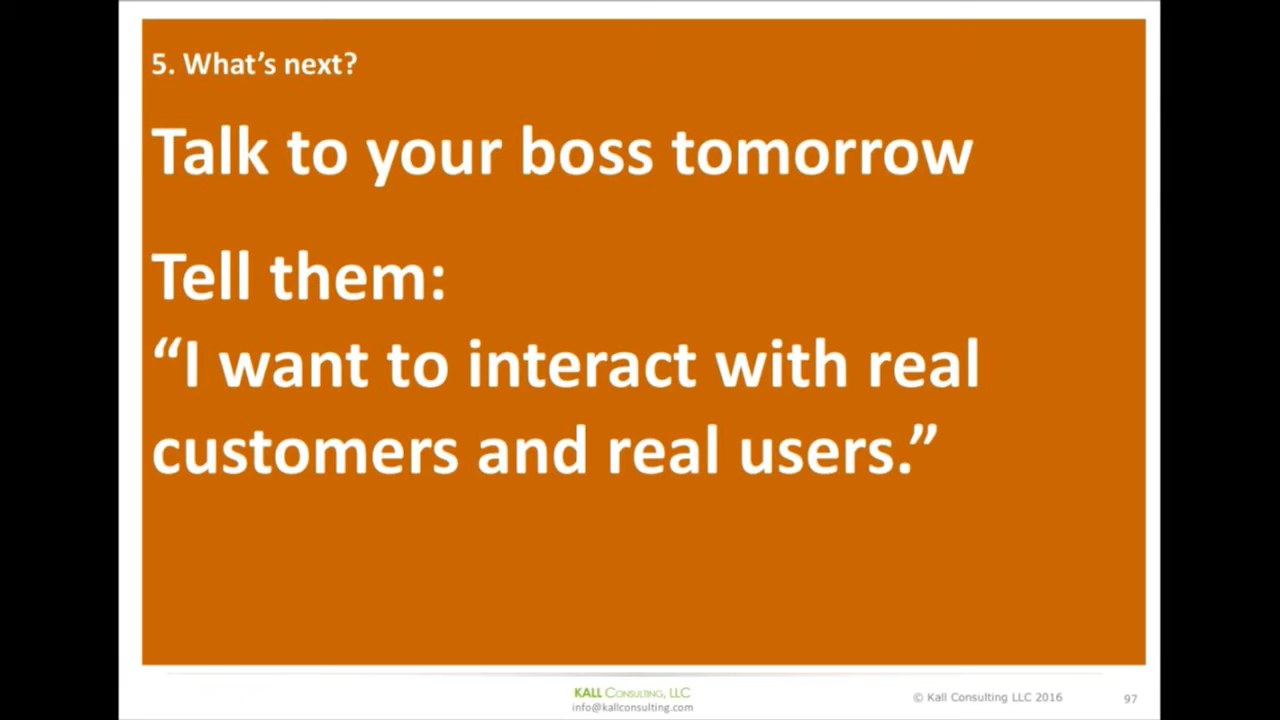 5. What’s next?
Talk to your boss tomorrow
Tell them:
“I want to interact with real
customers and real users.”
KALL CONSULTING, LLC
info@kallconsulting.com
© Kall Consulting LLC 2016
97